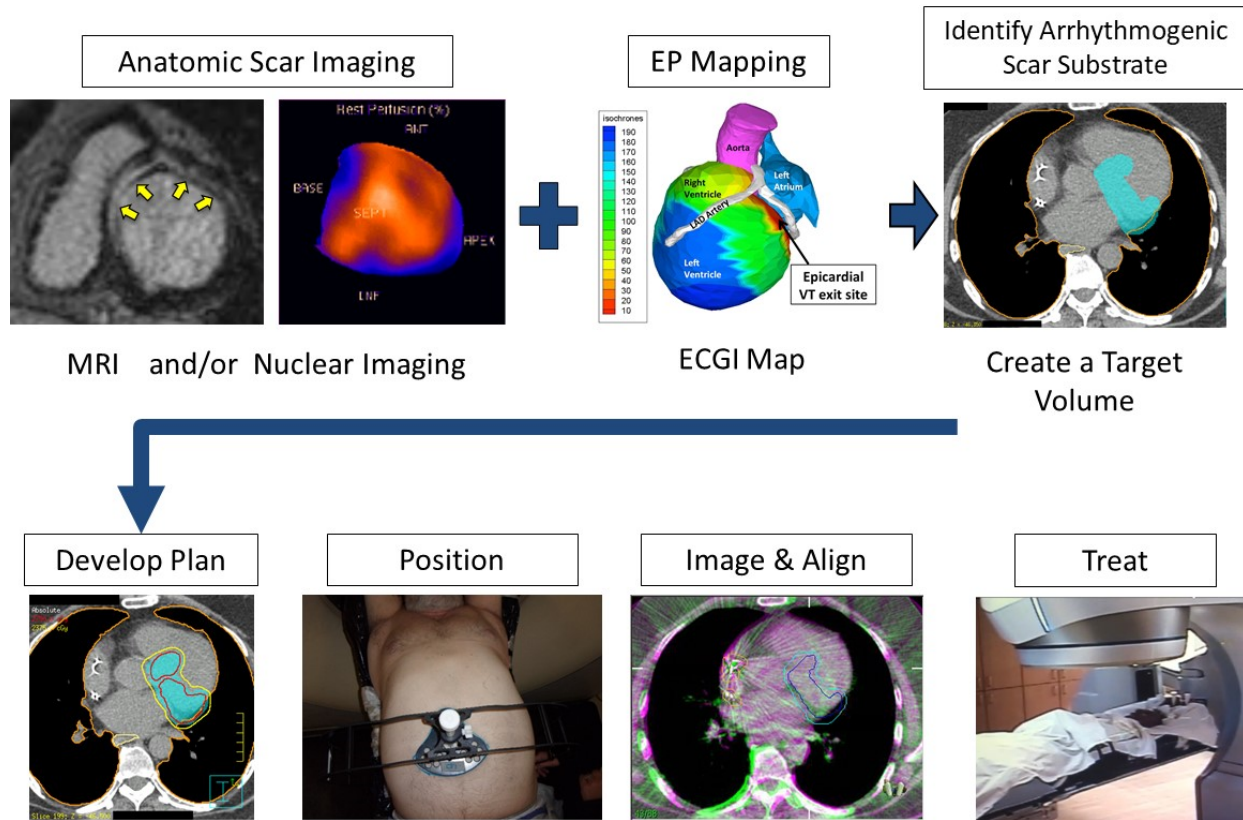 Anatomic Scar Imaging
EP Mapping
Identify Arrhythmogenic
Scar Substrate
Rest Perfusion (%)
ANT
BASE
SEPT
APEX
INF
isochrones
190
180
170
160
150
140
130
120
110
100
90
80
70
60
50
40
30
20
10
Aorta
Right
Ventricle
Left
Atrium
LAD Artery
Left
Ventricle
Epicardial
VT exit site
MRI and/or Nuclear Imaging
ECGI Map
Create a Target
Volume
Develop Plan
Position
Image & Align
Treat
Absolute
cGy